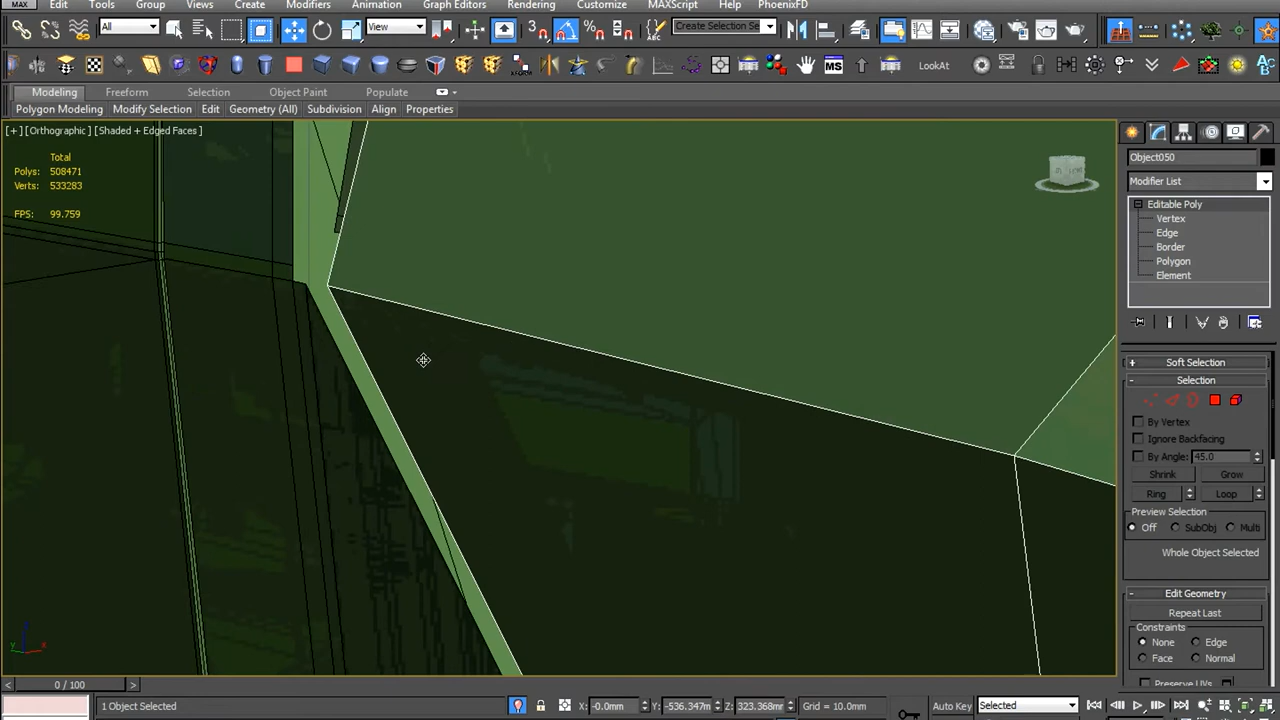 MAX
Edit Tools Group Views Create Modifiers Animation Graph Editors Rendering Customize MAXScript Help PhoenixFD
All View 3 Create Selection Se
XFORM MS LookAt
Modeling Freeform Selection Object Paint Populate
Polygon Modeling Modify Selection Edit Geometry (All) Subdivision Align Properties
[+] [Orthographic] [Shaded + Edged Faces]
Total
Polys: 508471
Verts: 533283
FPS: 99.759
Object050
Modifier List
Editable Poly
Vertex
Edge
Border
Polygon
Element
+ Soft Selection
- Selection
By Vertex
Ignore Backfacing
By Angle: 45.0
Shrink Grow
Ring Loop
Preview Selection
Off SubObj Multi
Whole Object Selected
- Edit Geometry
Repeat Last
Constraints
None Edge
Face Normal
Preserve UVs
z
y x
< 0 / 100 >
1 Object Selected X: -0.0mm Y: -536.347m Z: 323.368mm Grid = 10.0mm Auto Key Selected